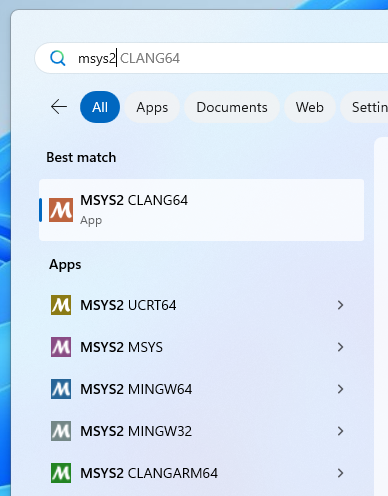 msys2 CLANG64
All Apps Documents Web Settin
Best match
MSYS2 CLANG64
App
Apps
MSYS2 UCRT64
MSYS2 MSYS
MSYS2 MINGW64
MSYS2 MINGW32
MSYS2 CLANGARM64